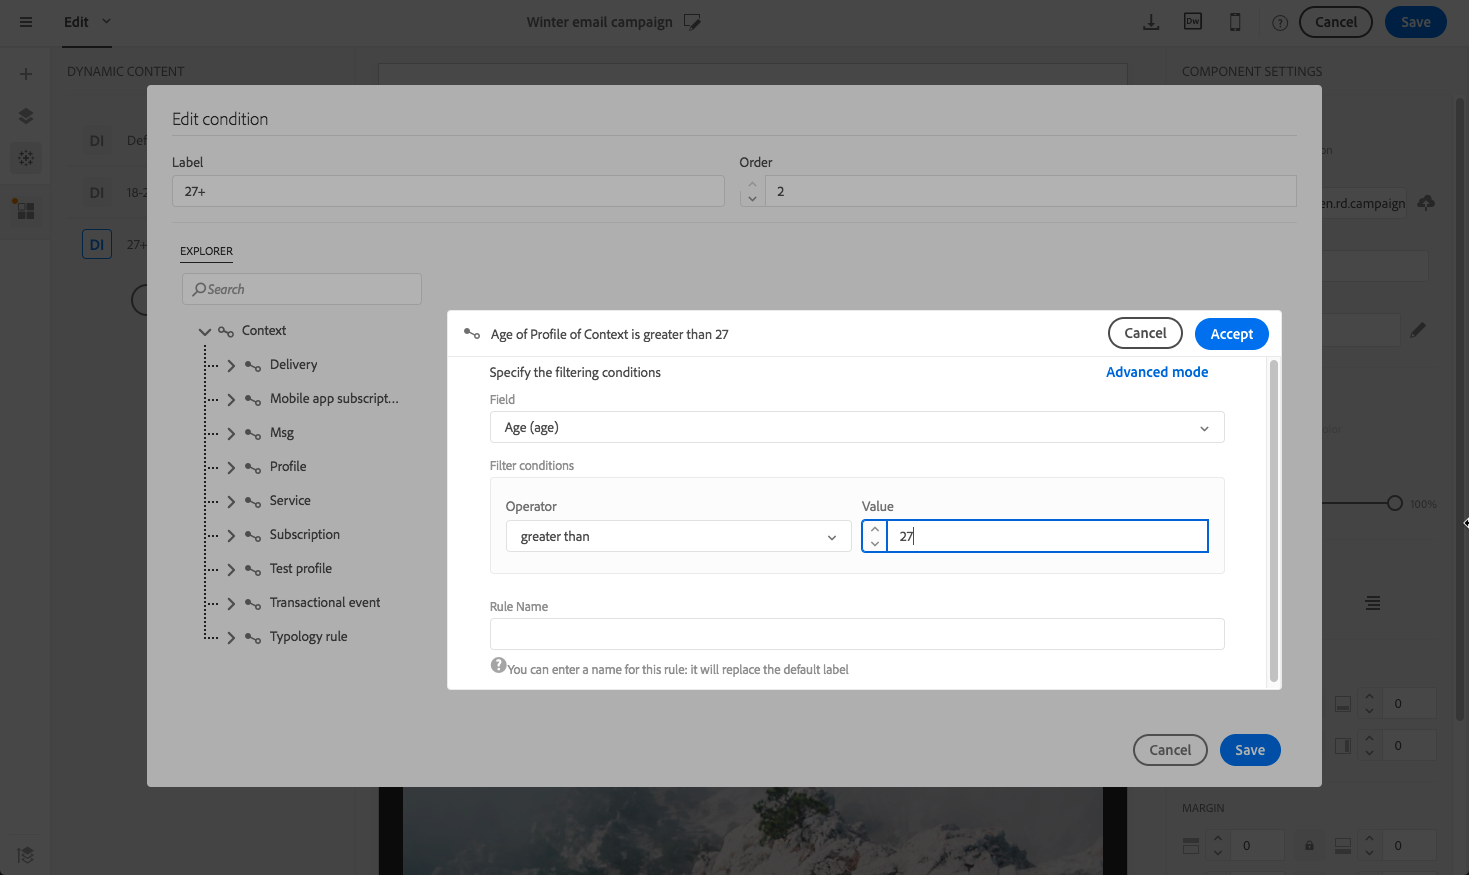 Edit
Winter email campaign
Dw
?
Cancel
Save
DYNAMIC CONTENT
COMPONENT SETTINGS
DI
DI
18-2
DI
27+
Edit condition
Label
Order
27+
2
EXPLORER
Search
Context
Delivery
Mobile app subscript...
Msg
Profile
Service
Subscription
Test profile
Transactional event
Typology rule
Age of Profile of Context is greater than 27
Cancel
Accept
Specify the filtering conditions
Advanced mode
Field
Age (age)
Filter conditions
Operator
Value
greater than
27
Rule Name
?
You can enter a name for this rule: it will replace the default label
Cancel
Save
en.rd.campaign
100%
0
0
MARGIN
0
0